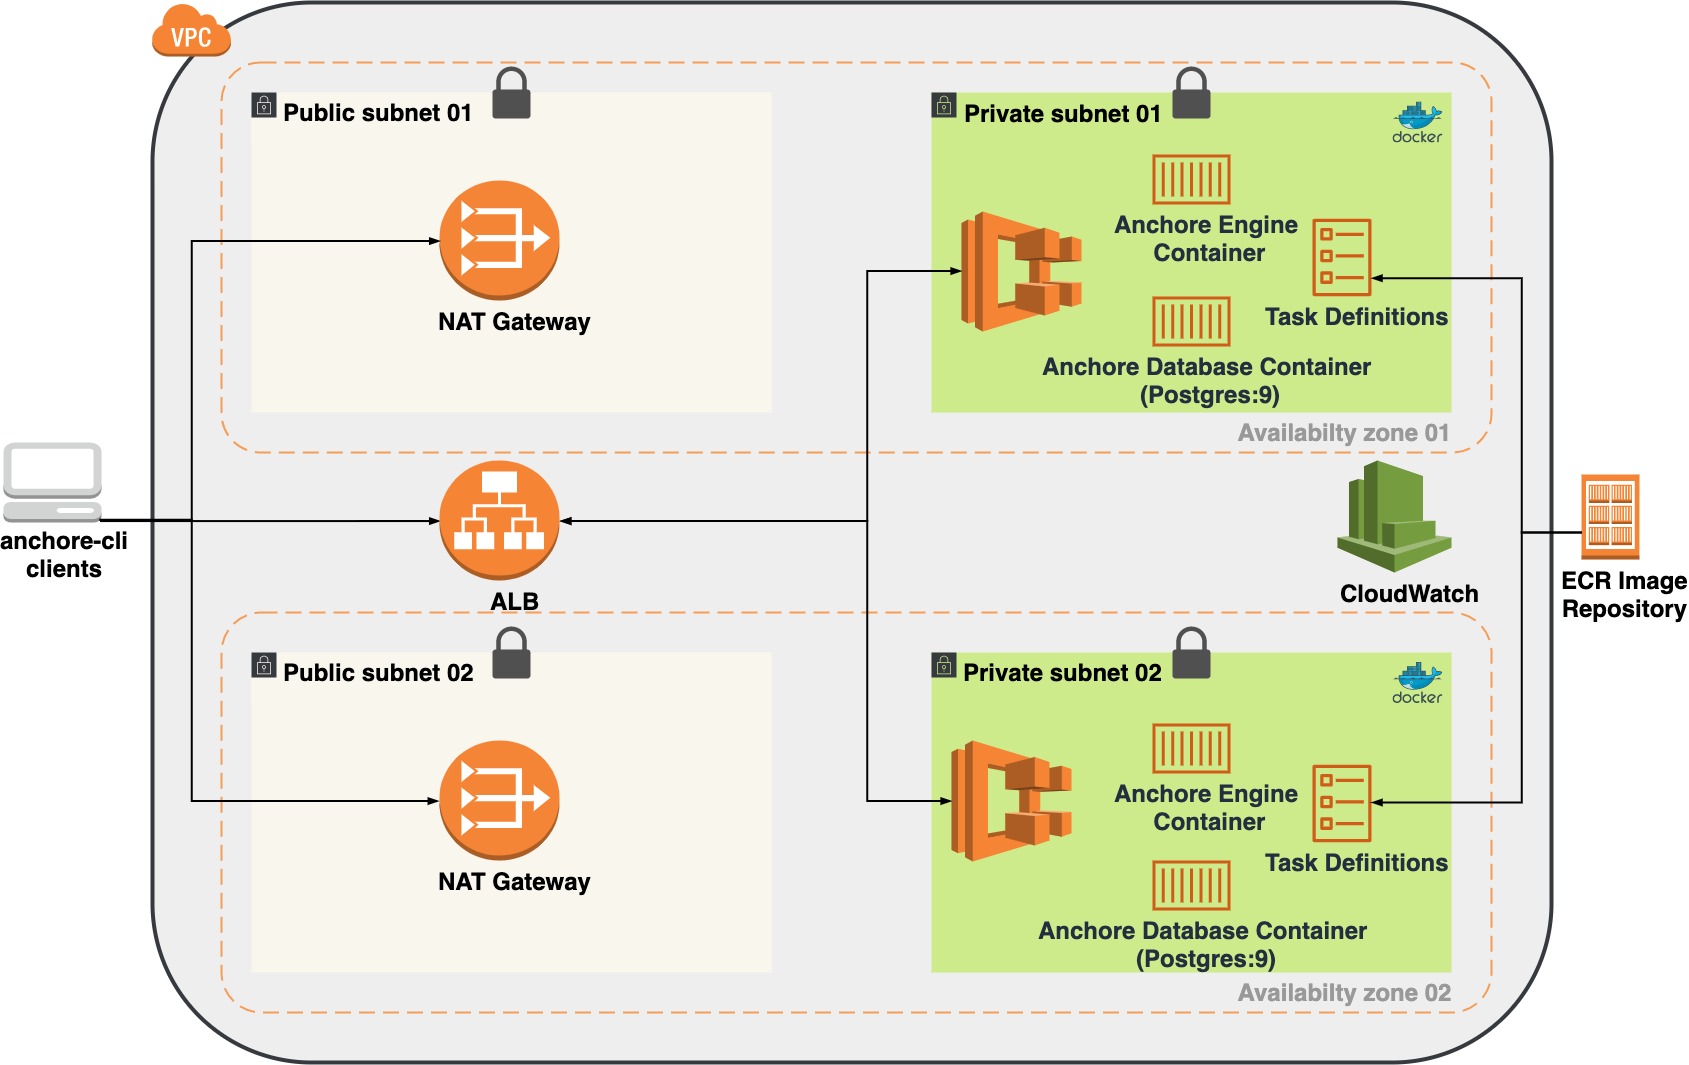 VPC
Public subnet 01
NAT Gateway
Private subnet 01
docker
Anchore Engine
Container
Task Definitions
Anchore Database Container
(Postgres:9)
Availabilty zone 01
anchore-cli
clients
ALB
CloudWatch
ECR Image
Repository
Public subnet 02
NAT Gateway
Private subnet 02
docker
Anchore Engine
Container
Task Definitions
Anchore Database Container
(Postgres:9)
Availabilty zone 02